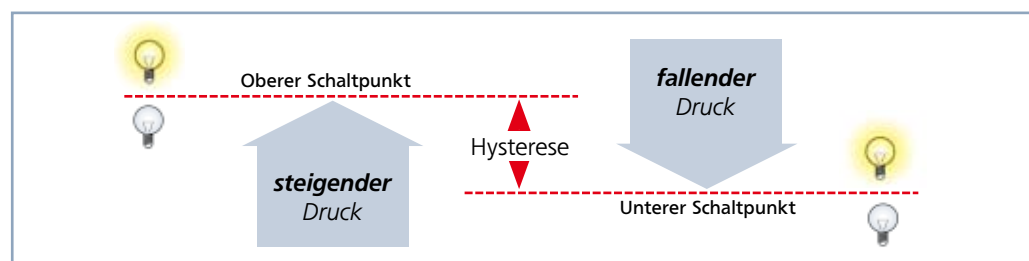 Oberer Schaltpunkt
steigender
Druck
Hysterese
fallender
Druck
Unterer Schaltpunkt